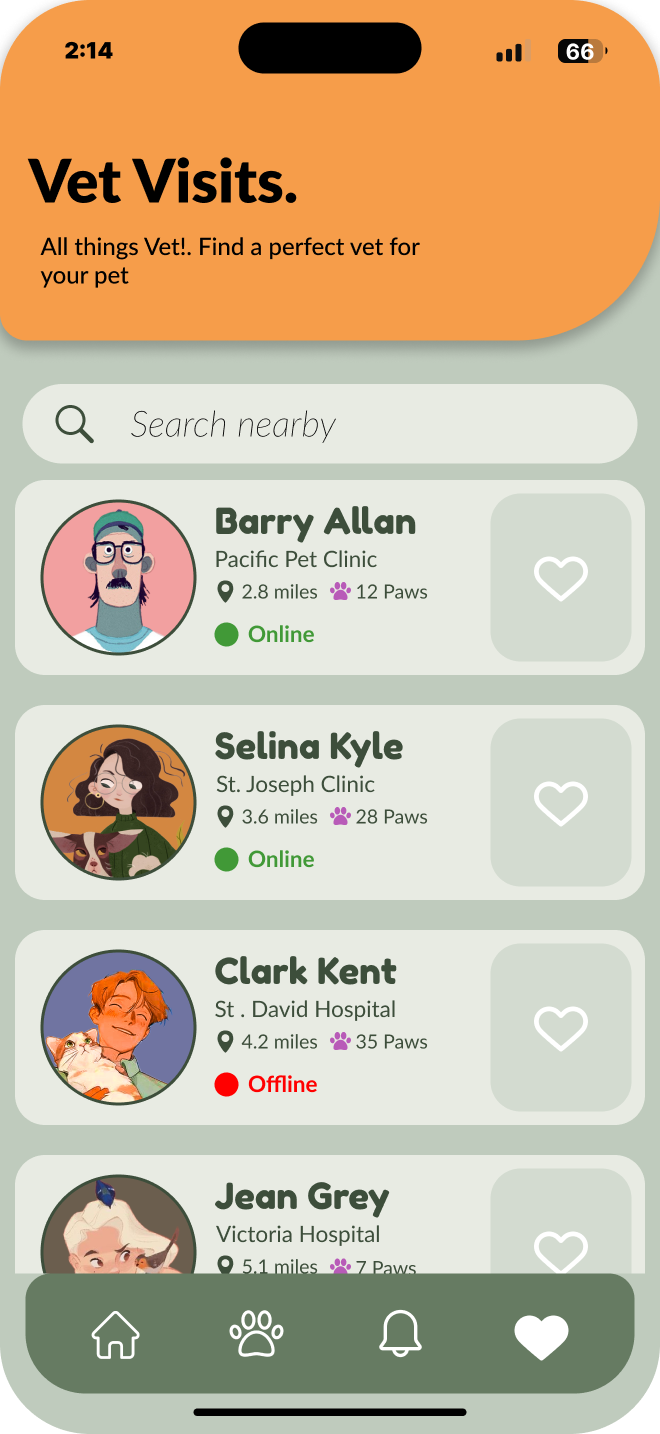 2:14
66
Vet Visits.
All things Vet!. Find a perfect vet for
your pet
Search nearby
Barry Allan
Pacific Pet Clinic
2.8 miles 12 Paws
Online
Selina Kyle
St. Joseph Clinic
3.6 miles 28 Paws
Online
Clark Kent
St . David Hospital
4.2 miles 35 Paws
Offline
Jean Grey
Victoria Hospital
5.1 miles 7 Paws